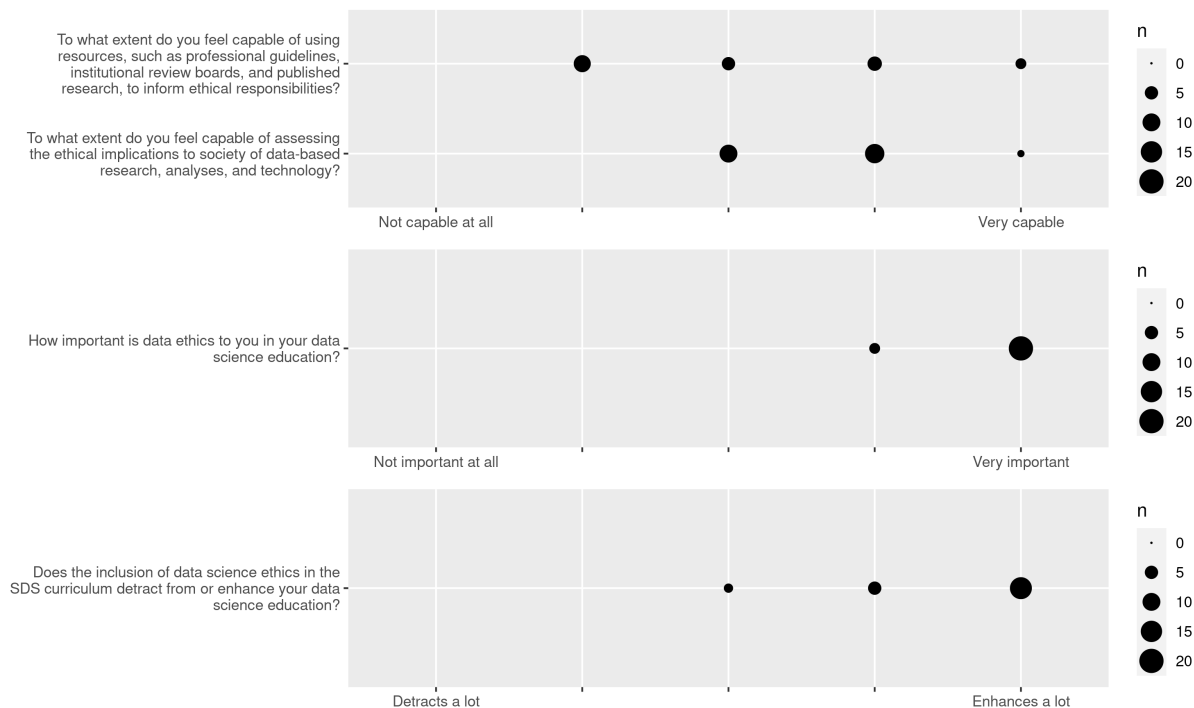 To what extent do you feel capable of using
resources, such as professional guidelines,
institutional review boards, and published
research, to inform ethical responsibilities?
To what extent do you feel capable of assessing
the ethical implications to society of data-based
research, analyses, and technology?
Not capable at all
Very capable
n
0
5
10
15
20
How important is data ethics to you in your data
science education?
Not important at all
Very important
n
0
5
10
15
20
Does the inclusion of data science ethics in the
SDS curriculum detract from or enhance your data
science education?
Detracts a lot
Enhances a lot
n
0
5
10
15
20